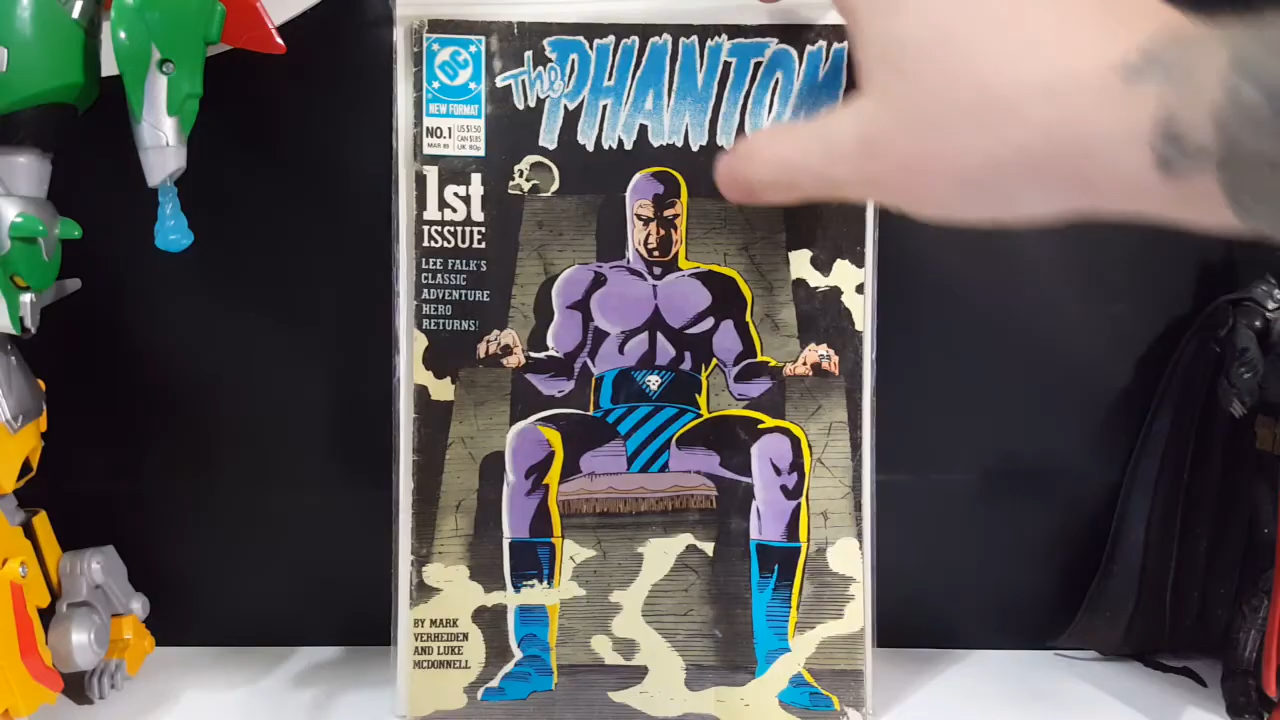 DC
The PHANTOM
NEW FORMAT
NO.1
US $1.50
CAN $1.85
UK 80p
MAR 89
1st
ISSUE
LEE FALK'S
CLASSIC
ADVENTURE
HERO
RETURNS!
BY MARK
VERHEIDEN
AND LUKE
MCDONNELL